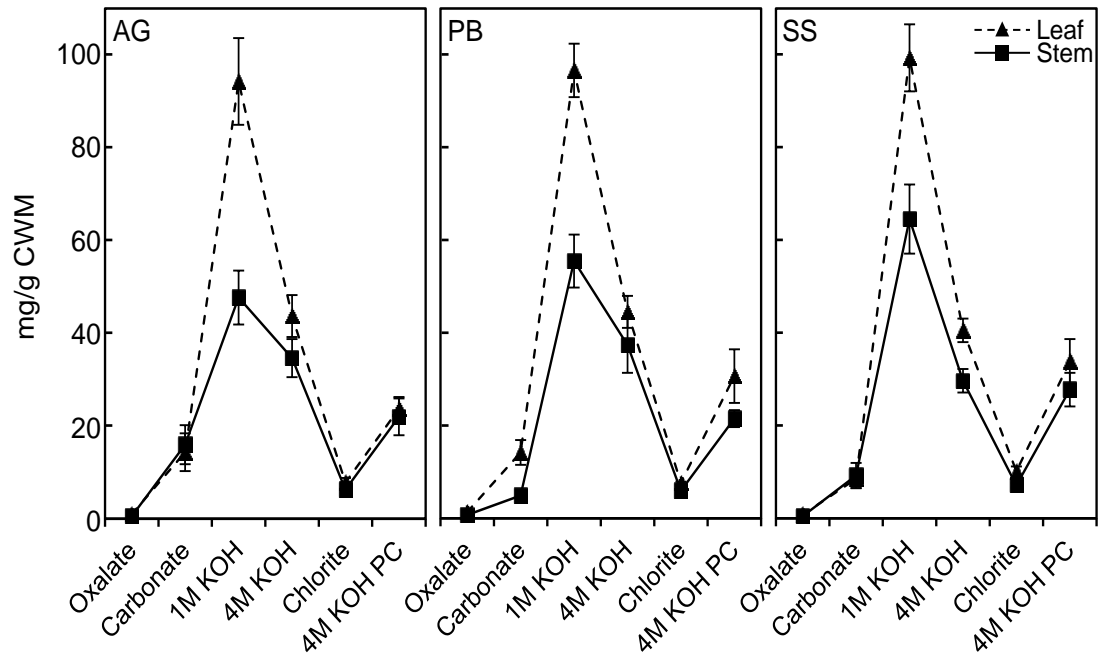 AG
PB
SS
Leaf
Stem
mg/g CWM
100
80
60
40
20
0
Oxalate
Carbonate
1M KOH
4M KOH
Chlorite
4M KOH PC
Oxalate
Carbonate
1M KOH
4M KOH
Chlorite
4M KOH PC
Oxalate
Carbonate
1M KOH
4M KOH
Chlorite
4M KOH PC